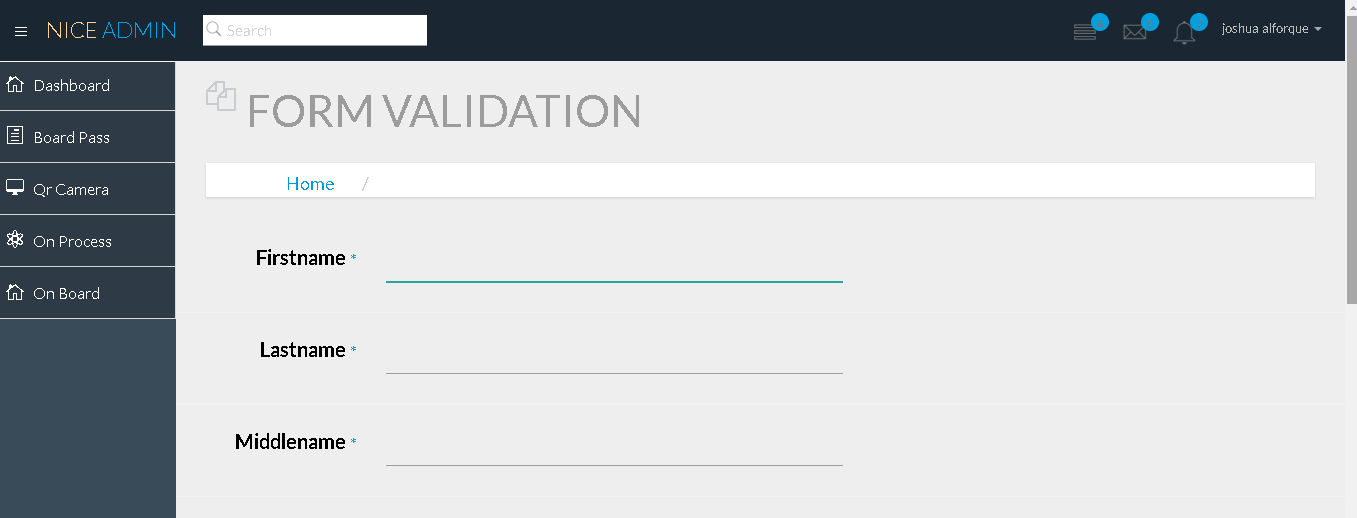 NICE ADMIN
Search
joshua alforque
Dashboard
Board Pass
Qr Camera
On Process
On Board
FORM VALIDATION
Home /
Firstname *
Lastname *
Middlename *